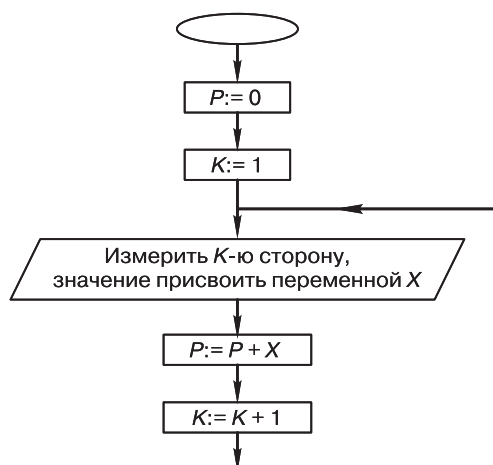 P:= 0
K:= 1
Измерить K-ю сторону,
значение присвоить переменной X
P:= P + X
K:= K + 1